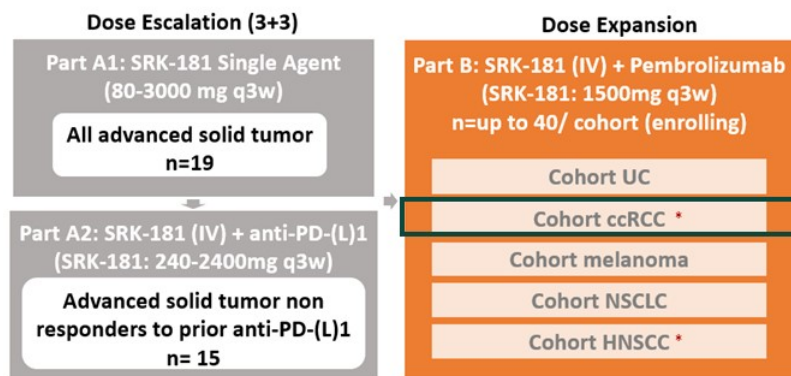 Dose Escalation (3+3)
Part A1: SRK-181 Single Agent
(80-3000 mg q3w)
All advanced solid tumor
n=19
Part A2: SRK-181 (IV) + anti-PD-(L)1
(SRK-181: 240-2400mg q3w)
Advanced solid tumor non
responders to prior anti-PD-(L)1
n= 15
Dose Expansion
Part B: SRK-181 (IV) + Pembrolizumab
(SRK-181: 1500mg q3w)
n=up to 40/ cohort (enrolling)
Cohort UC
Cohort ccRCC *
Cohort melanoma
Cohort NSCLC
Cohort HNSCC *